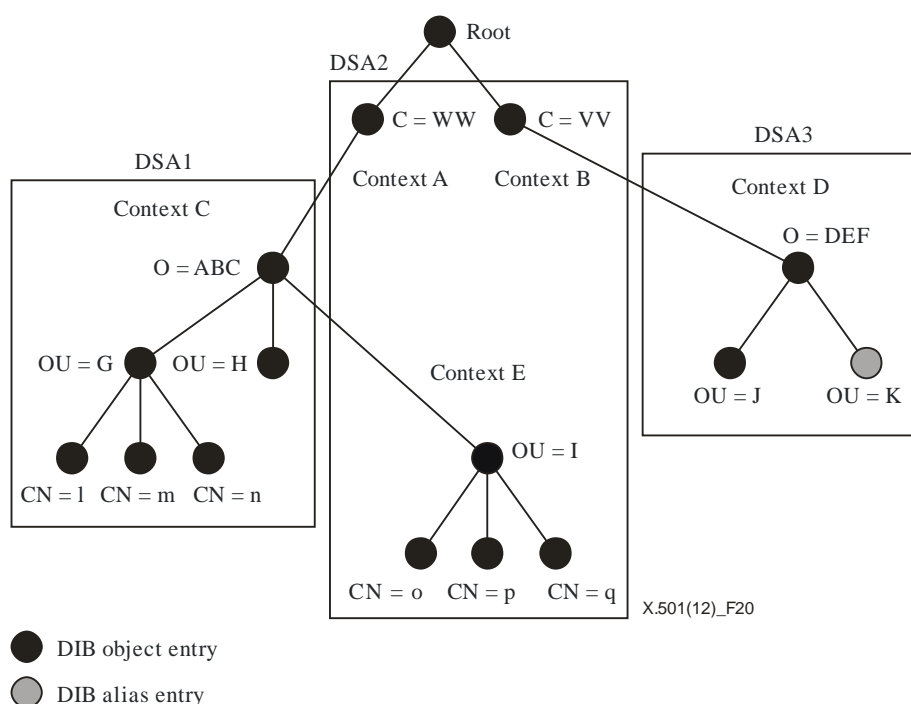 Root
DSA2
C = WW
C = VV
DSA3
DSA1
Context A
Context B
Context D
Context C
O = DEF
O = ABC
OU = G
OU = H
Context E
OU = J
OU = K
OU = I
CN = l
CN = m
CN = n
CN = o
CN = p
CN = q
X.501(12)_F20
DIB object entry
DIB alias entry